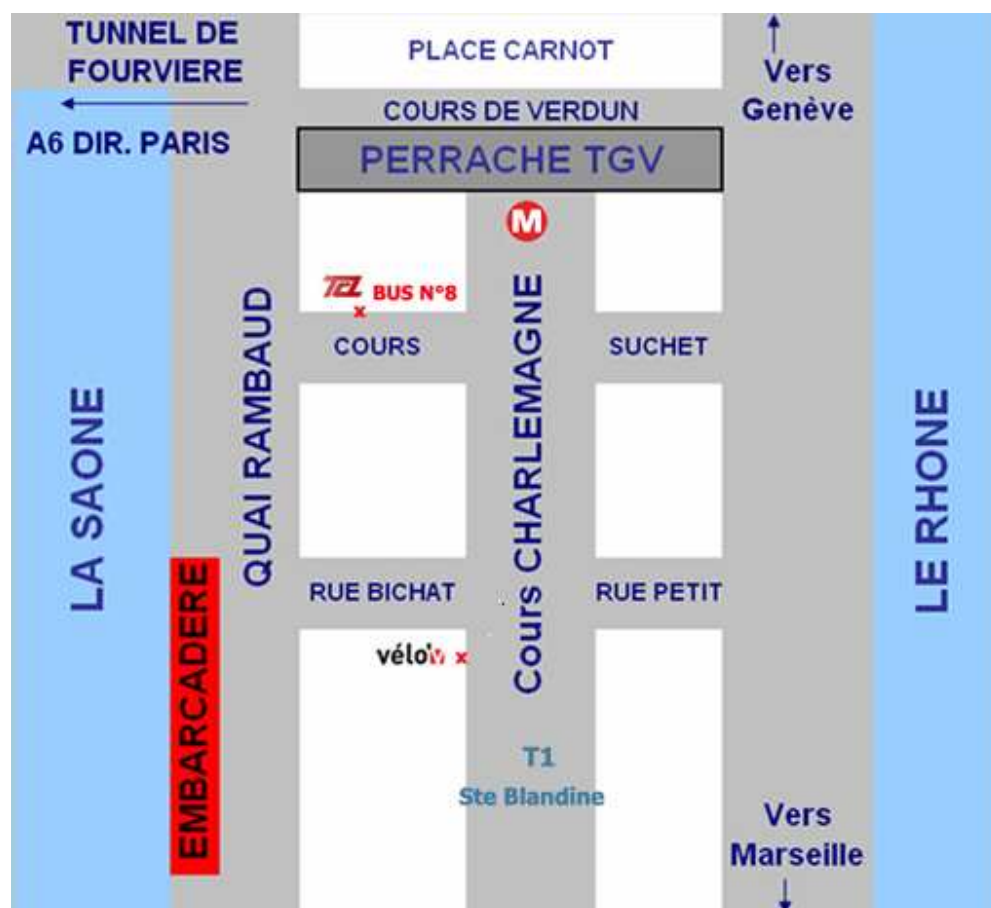 TUNNEL DE
FOURVIERE
A6 DIR. PARIS
PLACE CARNOT
COURS DE VERDUN
PERRACHE TGV
Vers
Genève
M
TCL BUS N°8
x
COURS
SUCHET
QUAI RAMBAUD
Cours CHARLEMAGNE
LA SAONE
LE RHONE
EMBARCADERE
RUE BICHAT
RUE PETIT
vélo'v x
T1
Ste Blandine
Vers
Marseille